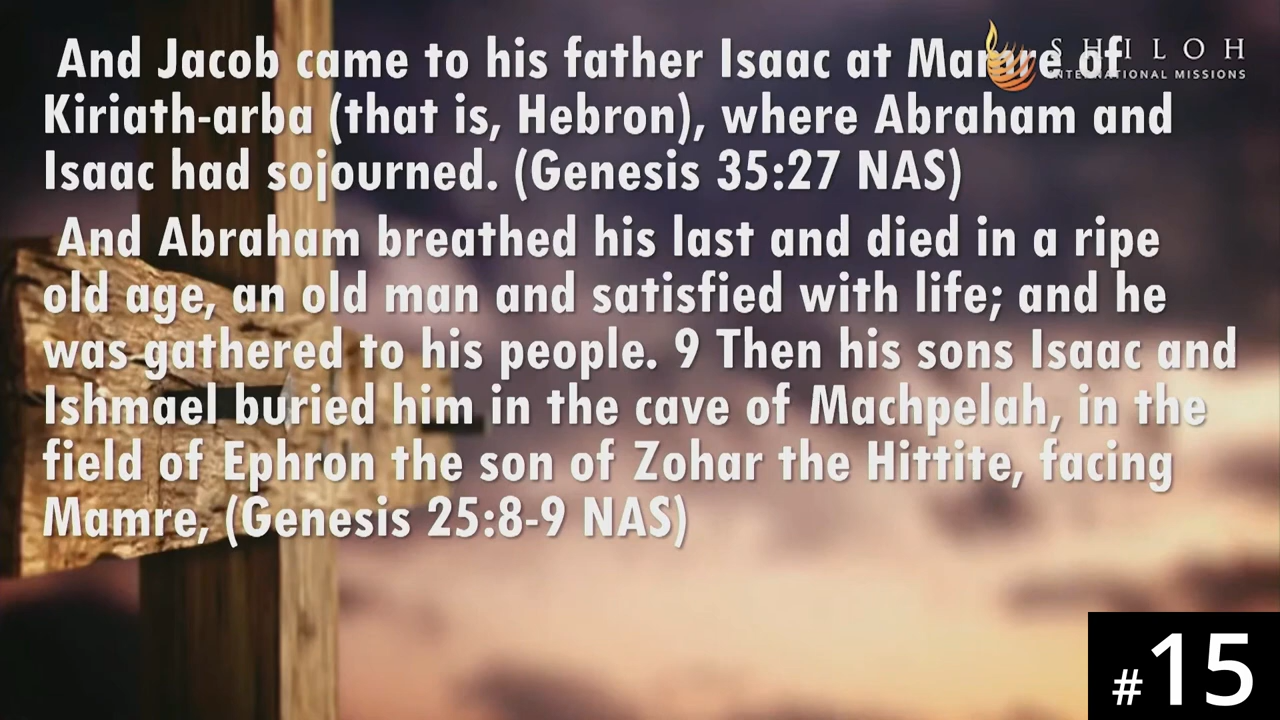 And Jacob came to his father Isaac at Mamre of
Kiriath-arba (that is, Hebron), where Abraham and
Isaac had sojourned. (Genesis 35:27 NAS)
And Abraham breathed his last and died in a ripe
old age, an old man and satisfied with life; and he
was gathered to his people. 9 Then his sons Isaac and
Ishmael buried him in the cave of Machpelah, in the
field of Ephron the son of Zohar the Hittite, facing
Mamre, (Genesis 25:8-9 NAS)
SHILOH
INTERNATIONAL MISSIONS
#15